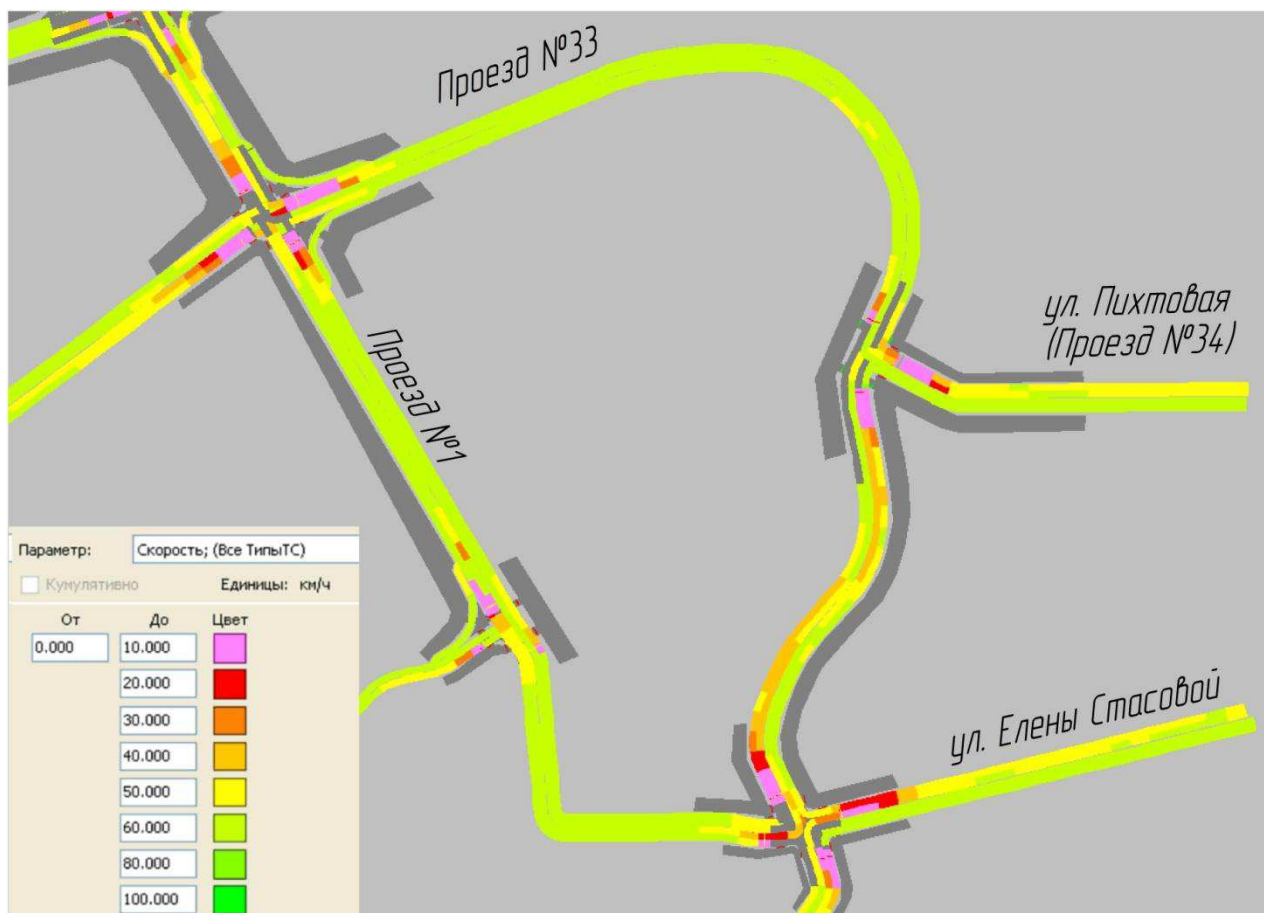 Проезд №33
ул. Пихтовая
(Проезд №34)
Проезд №1
ул. Елены Стасовой
Параметр: Скорость; (Все ТипыТС)
Кумулятивно Единицы: км/ч
От До Цвет
0.000 10.000
20.000
30.000
40.000
50.000
60.000
80.000
100.000